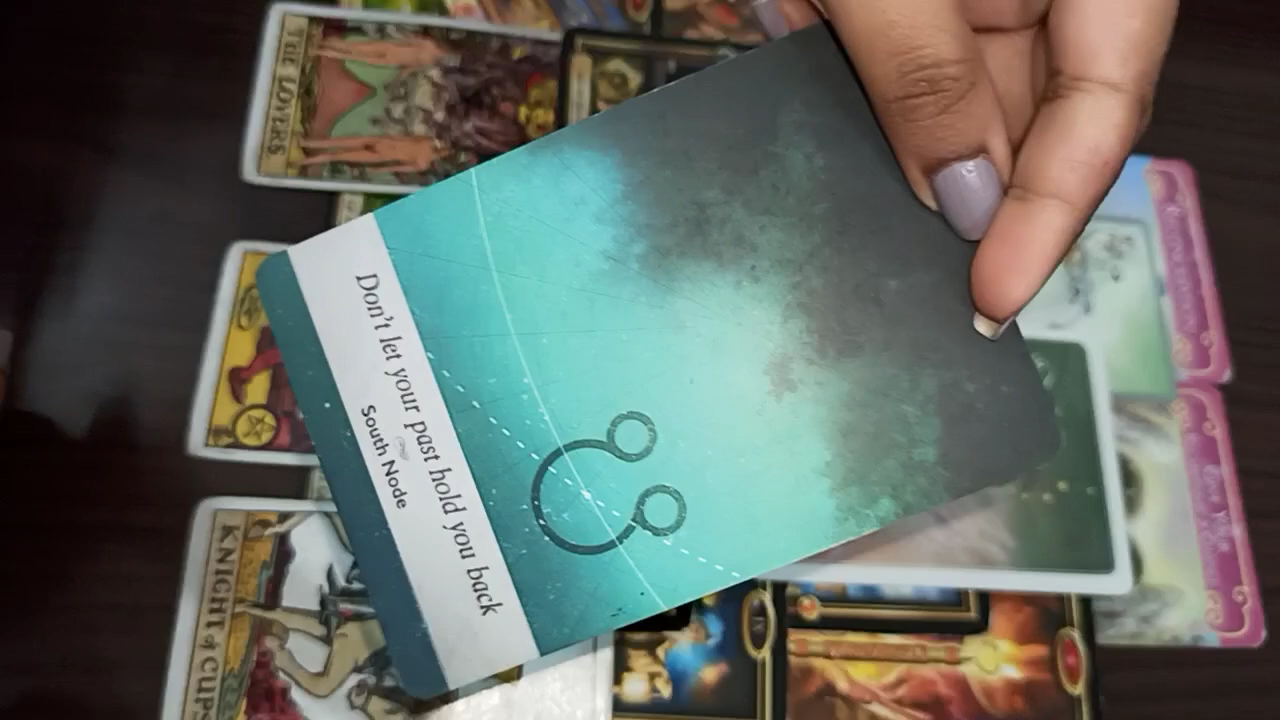 THE LOVERS
Don't let your past hold you back
South Node
KNIGHT of CUPS